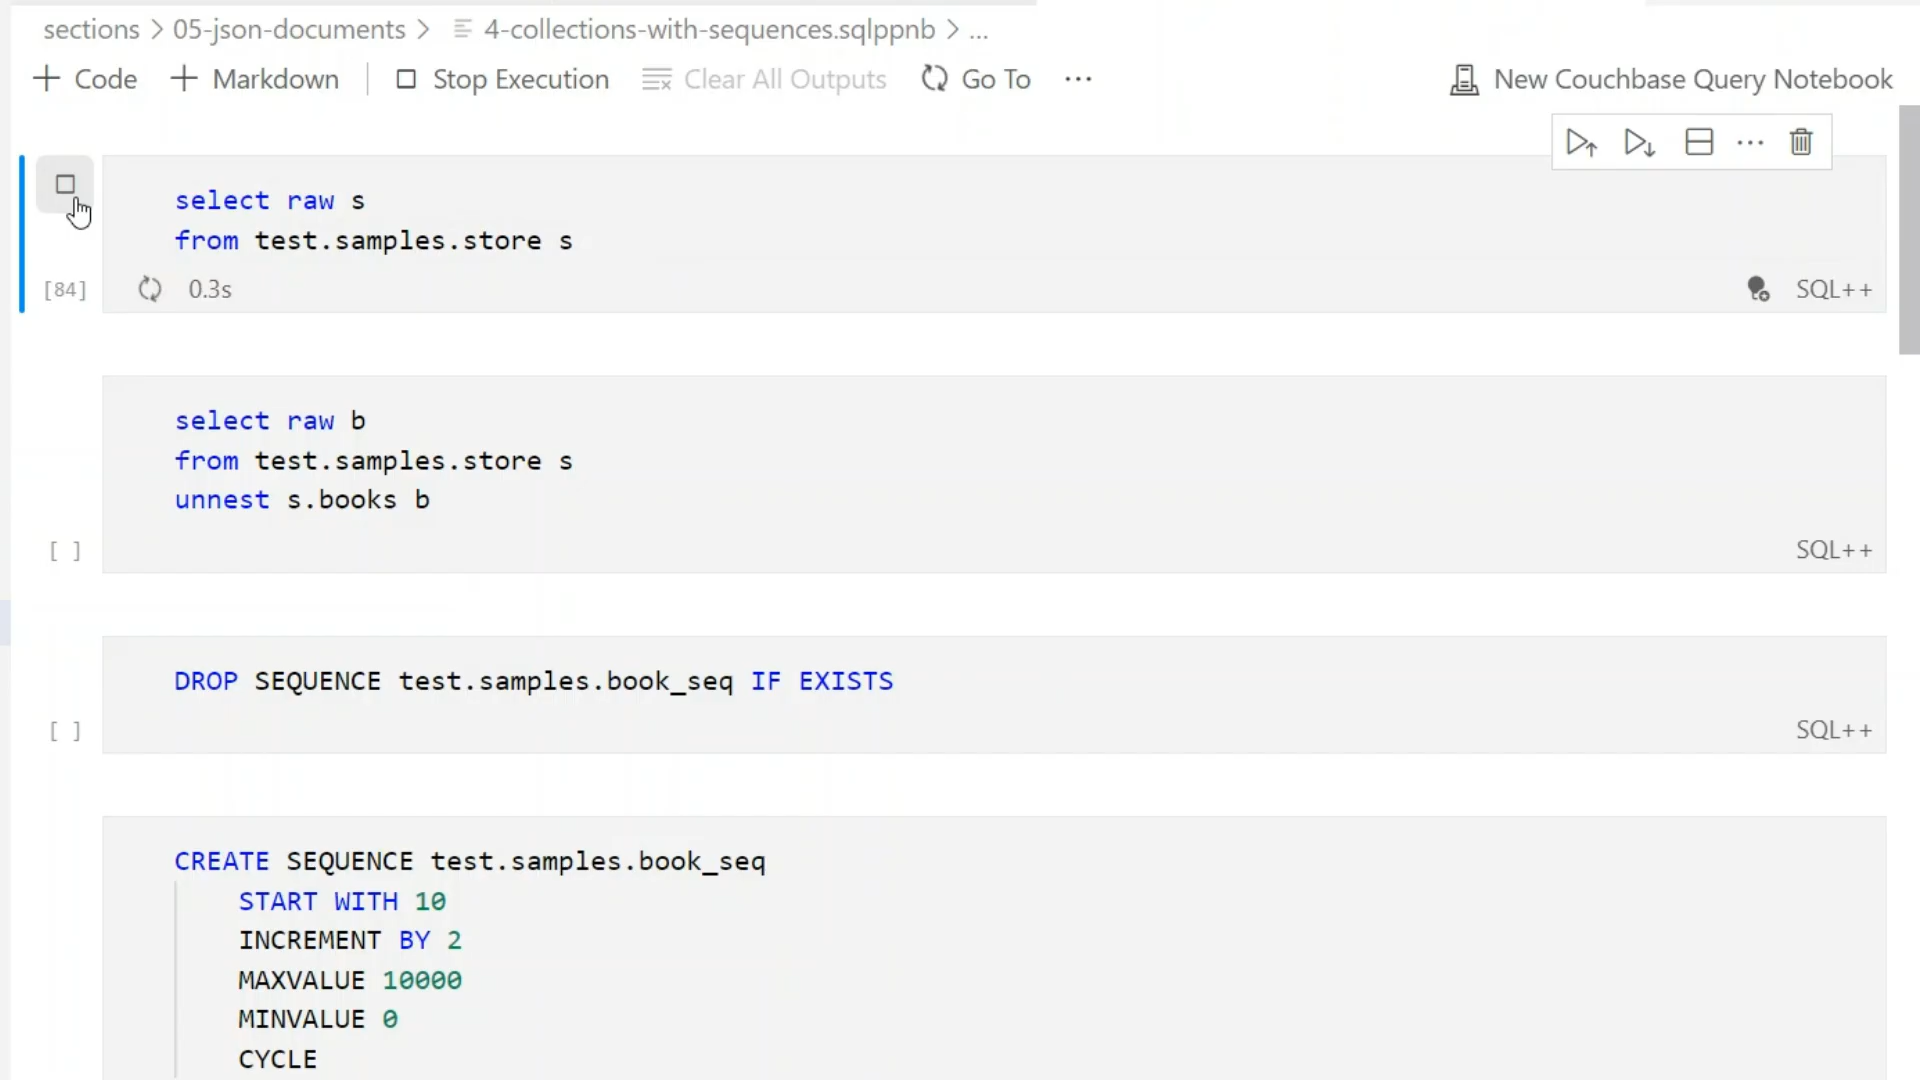 sections > 05-json-documents > 4-collections-with-sequences.sqlppnb > ...
+ Code + Markdown | Stop Execution Clear All Outputs Go To ... New Couchbase Query Notebook
select raw s
from test.samples.store s
[84] 0.3s SQL++
select raw b
from test.samples.store s
unnest s.books b
[ ] SQL++
DROP SEQUENCE test.samples.book_seq IF EXISTS
[ ] SQL++
CREATE SEQUENCE test.samples.book_seq
START WITH 10
INCREMENT BY 2
MAXVALUE 10000
MINVALUE 0
CYCLE